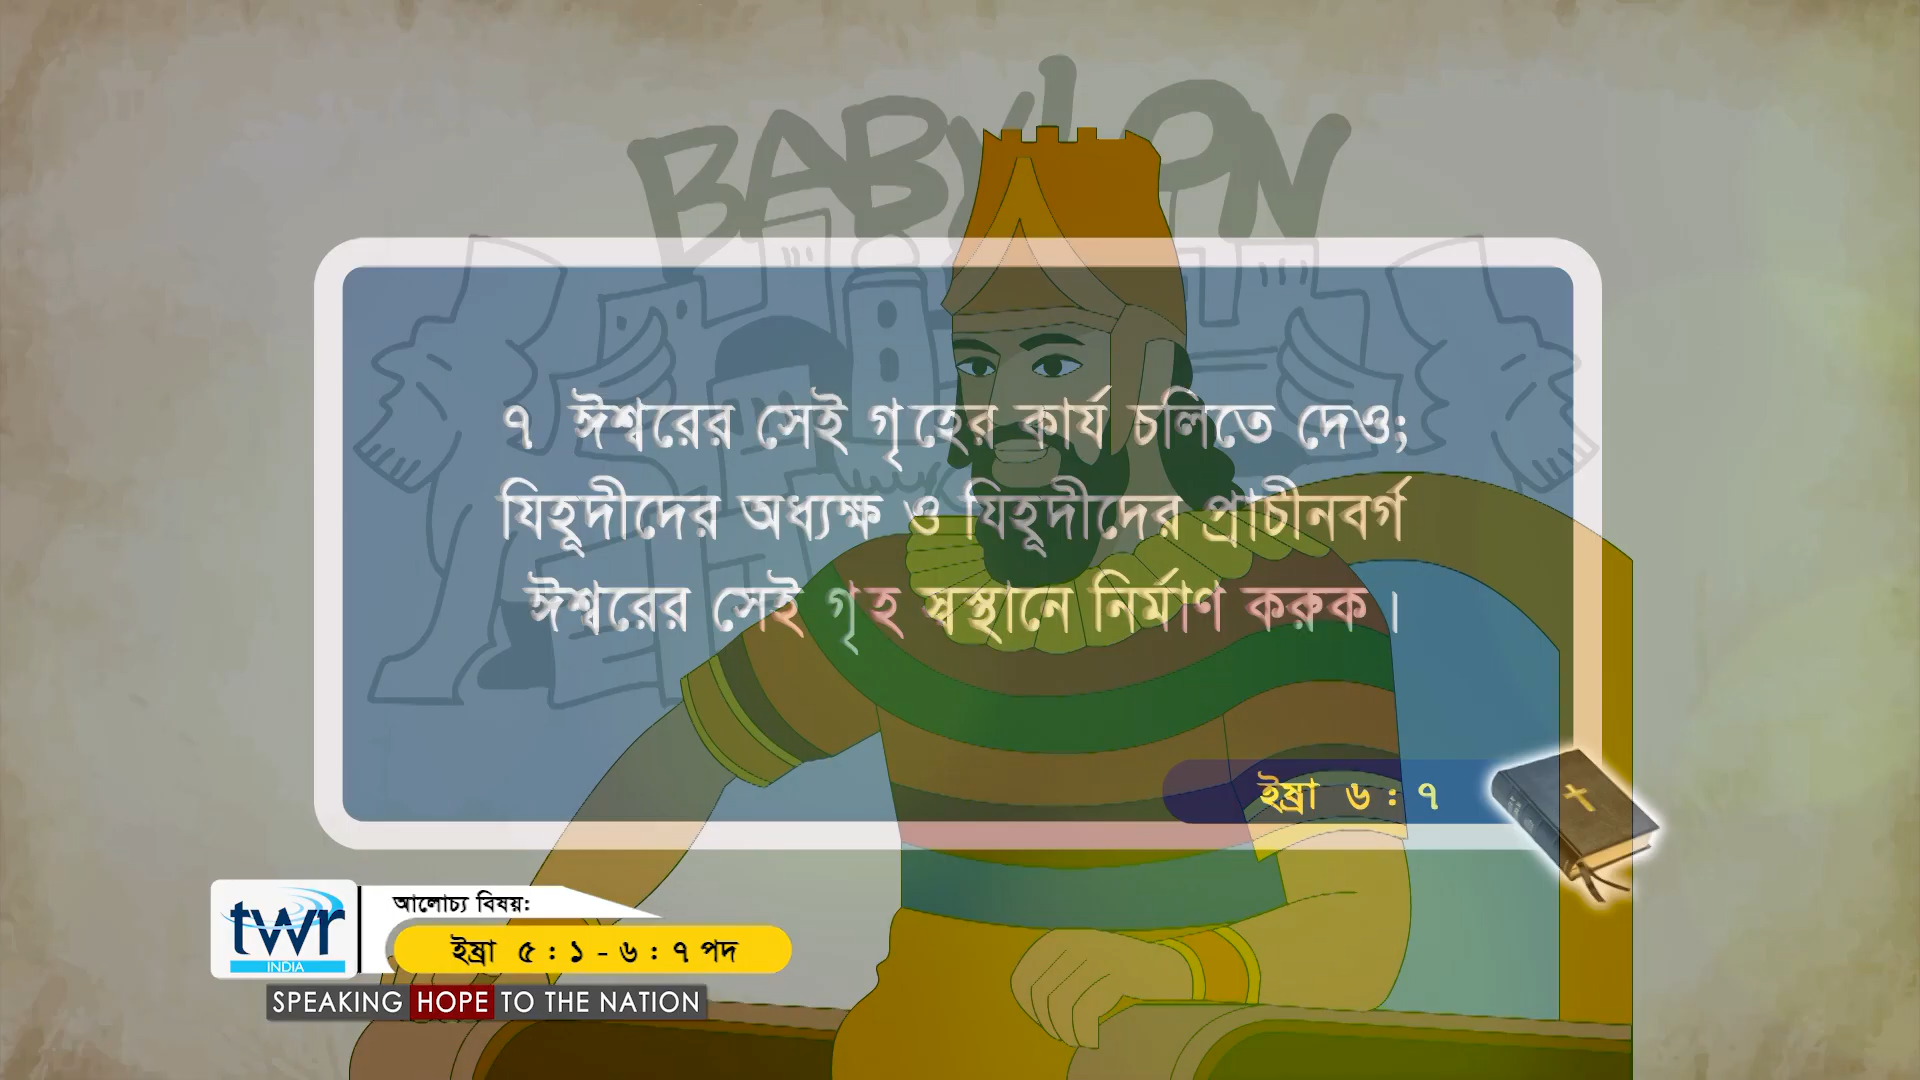 BABYLON
৭ ঈশ্বরের সেই গৃহের কার্য চলিতে দেও;
যিহূদীদের অধ্যক্ষ ও যিহূদীদের প্রাচীনবর্গ
ঈশ্বরের সেই গৃহ স্বস্থানে নির্মাণ করুক।
ইষ্রা ৬ : ৭
twr
INDIA
আলোচ্য বিষয়:
ইষ্রা ৫ : ১ - ৬ : ৭ পদ
SPEAKING HOPE TO THE NATION